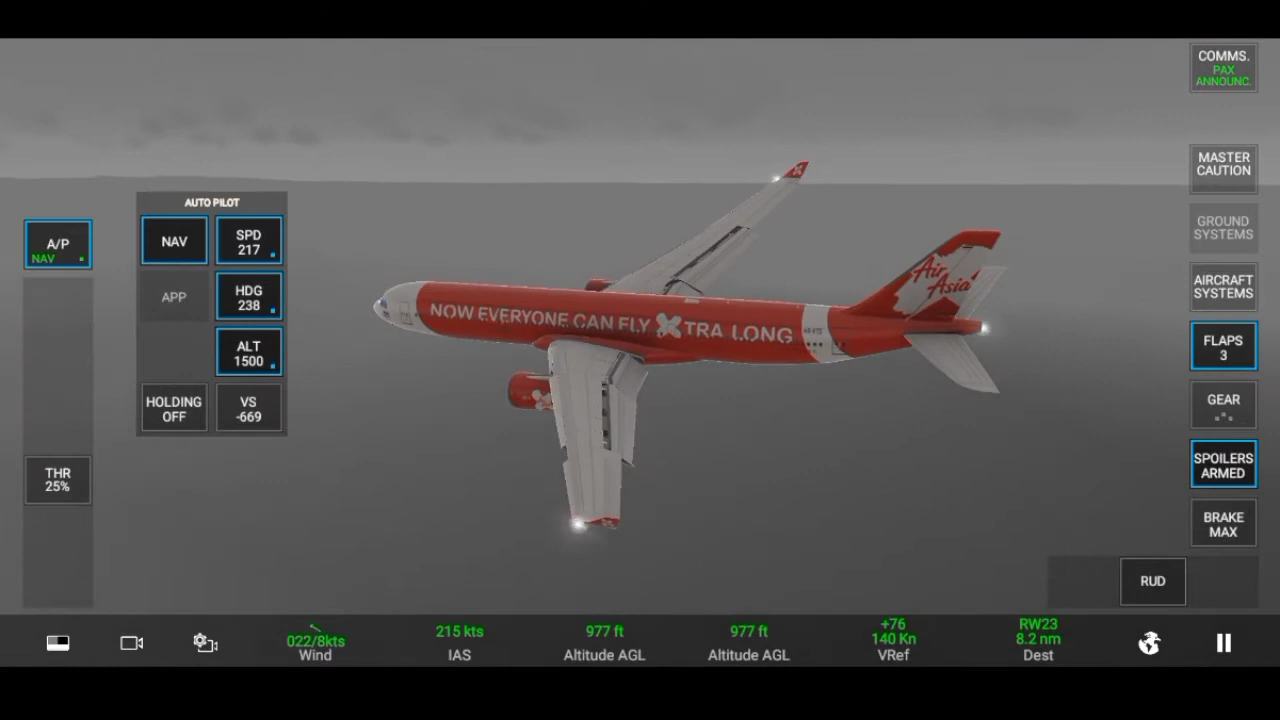 COMMS.
PAX
ANNOUNC.
MASTER
CAUTION
AUTO PILOT
A/P
NAV
NAV
SPD
217
APP
HDG
238
ALT
1500
HOLDING
OFF
VS
-669
THR
25%
Air
Asia
NOW EVERYONE CAN FLY XTRA LONG
GROUND
SYSTEMS
AIRCRAFT
SYSTEMS
FLAPS
3
GEAR
SPOILERS
ARMED
BRAKE
MAX
RUD
022/8kts
Wind
215 kts
IAS
977 ft
Altitude AGL
977 ft
Altitude AGL
+76
140 Kn
VRef
RW23
8.2 nm
Dest